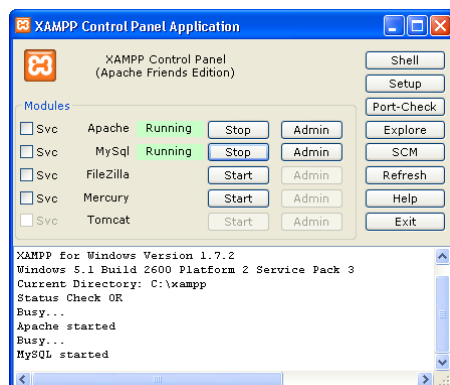 XAMPP Control Panel Application
XAMPP Control Panel
(Apache Friends Edition)
Shell
Setup
Modules
Port-Check
Svc Apache Running Stop Admin Explore
Svc MySql Running Stop Admin SCM
Svc FileZilla Start Admin Refresh
Svc Mercury Start Admin Help
Svc Tomcat Start Admin Exit
XAMPP for Windows Version 1.7.2
Windows 5.1 Build 2600 Platform 2 Service Pack 3
Current Directory: C:\xampp
Status Check OK
Busy...
Apache started
Busy...
MySQL started